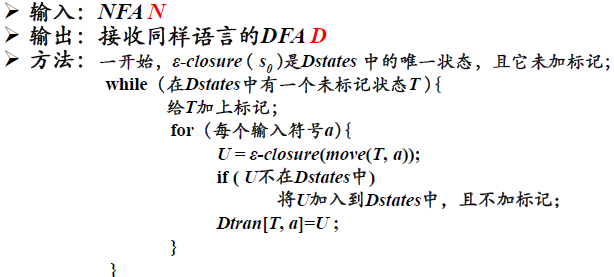 ➢ 输入：NFA N
➢ 输出：接收同样语言的DFA D
➢ 方法：一开始，ε-closure ( s0 )是Dstates 中的唯一状态，且它未加标记；
while (在Dstates中有一个未标记状态T ){
给T加上标记；
for (每个输入符号a){
U = ε-closure(move(T, a));
if ( U不在Dstates中)
将U加入到Dstates中，且不加标记；
Dtran[T, a]=U ;
}
}